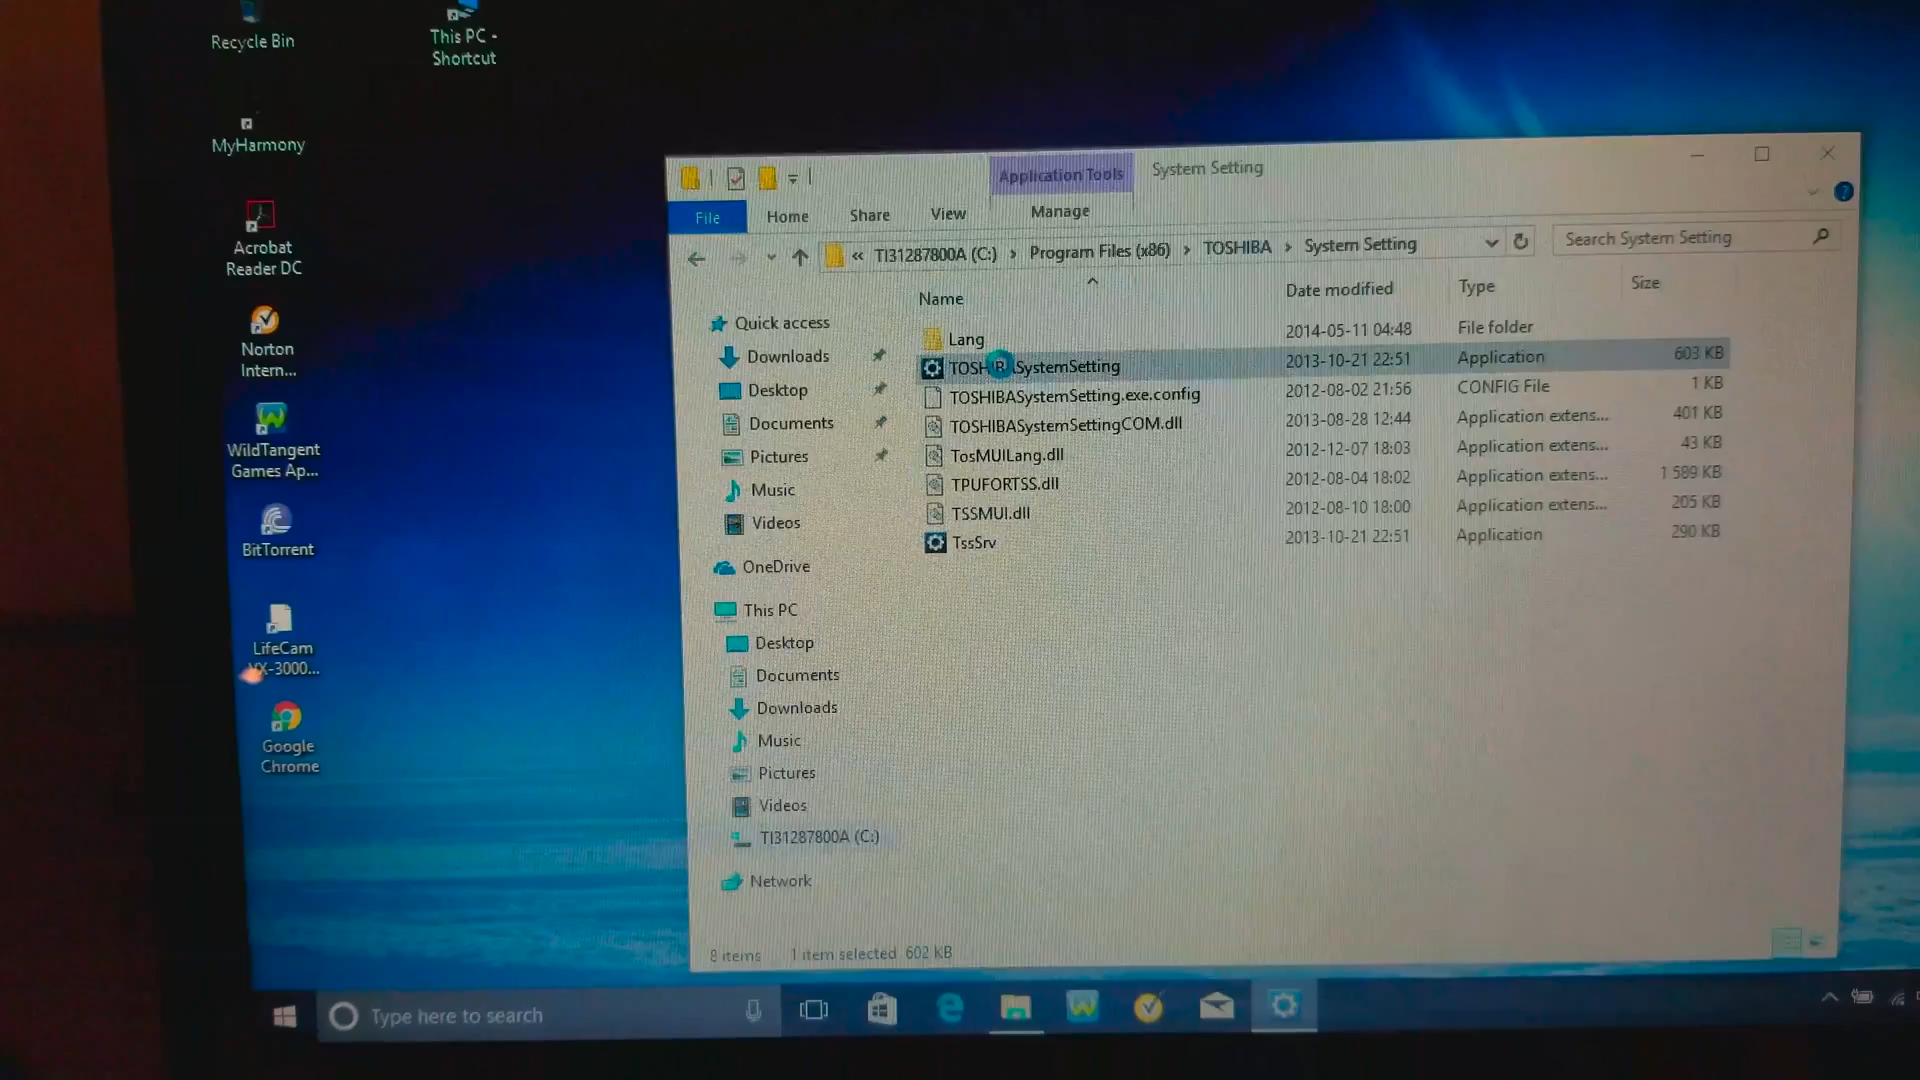 Recycle Bin
This PC -
Shortcut
MyHarmony
Acrobat
Reader DC
Norton
Intern...
WildTangent
Games Ap...
BitTorrent
LifeCam
VX-3000...
Google
Chrome
Application Tools
System Setting
File
Home
Share
View
Manage
« TI31287800A (C:) > Program Files (x86) > TOSHIBA > System Setting
Search System Setting
Name
Date modified
Type
Size
Quick access
Downloads
Desktop
Documents
Pictures
Music
Videos
OneDrive
This PC
Desktop
Documents
Downloads
Music
Pictures
Videos
TI31287800A (C:)
Network
Lang 2014-05-11 04:48 File folder
TOSHIBASystemSetting 2013-10-21 22:51 Application 603 KB
TOSHIBASystemSetting.exe.config 2012-08-02 21:56 CONFIG File 1 KB
TOSHIBASystemSettingCOM.dll 2013-08-28 12:44 Application extens... 401 KB
TosMUILang.dll 2012-12-07 18:03 Application extens... 43 KB
TPUFORTSS.dll 2012-08-04 18:02 Application extens... 1 589 KB
TSSMUI.dll 2012-08-10 18:00 Application extens... 205 KB
TssSrv 2013-10-21 22:51 Application 290 KB
8 items 1 item selected 602 KB
Type here to search